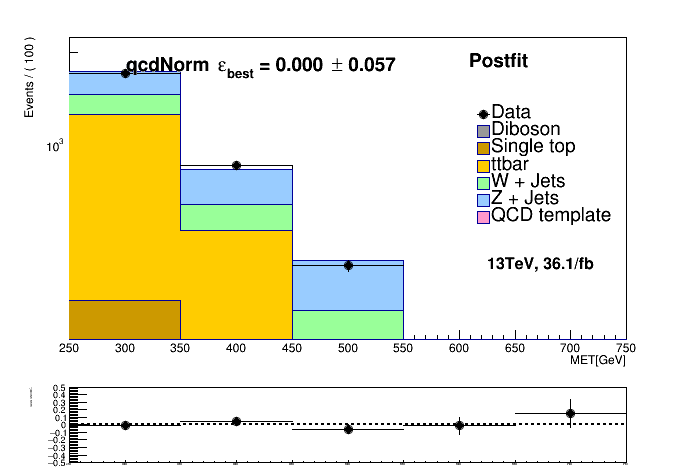 qcdNorm ε_best = 0.000 ± 0.057
Postfit
Events / ( 100 )
10³
Data
Diboson
Single top
ttbar
W + Jets
Z + Jets
QCD template
13TeV, 36.1/fb
250 300 350 400 450 500 550 600 650 700 750
MET[GeV]
0.5
0.4
0.3
0.2
0.1
0
−0.1
−0.2
−0.3
−0.4
−0.5